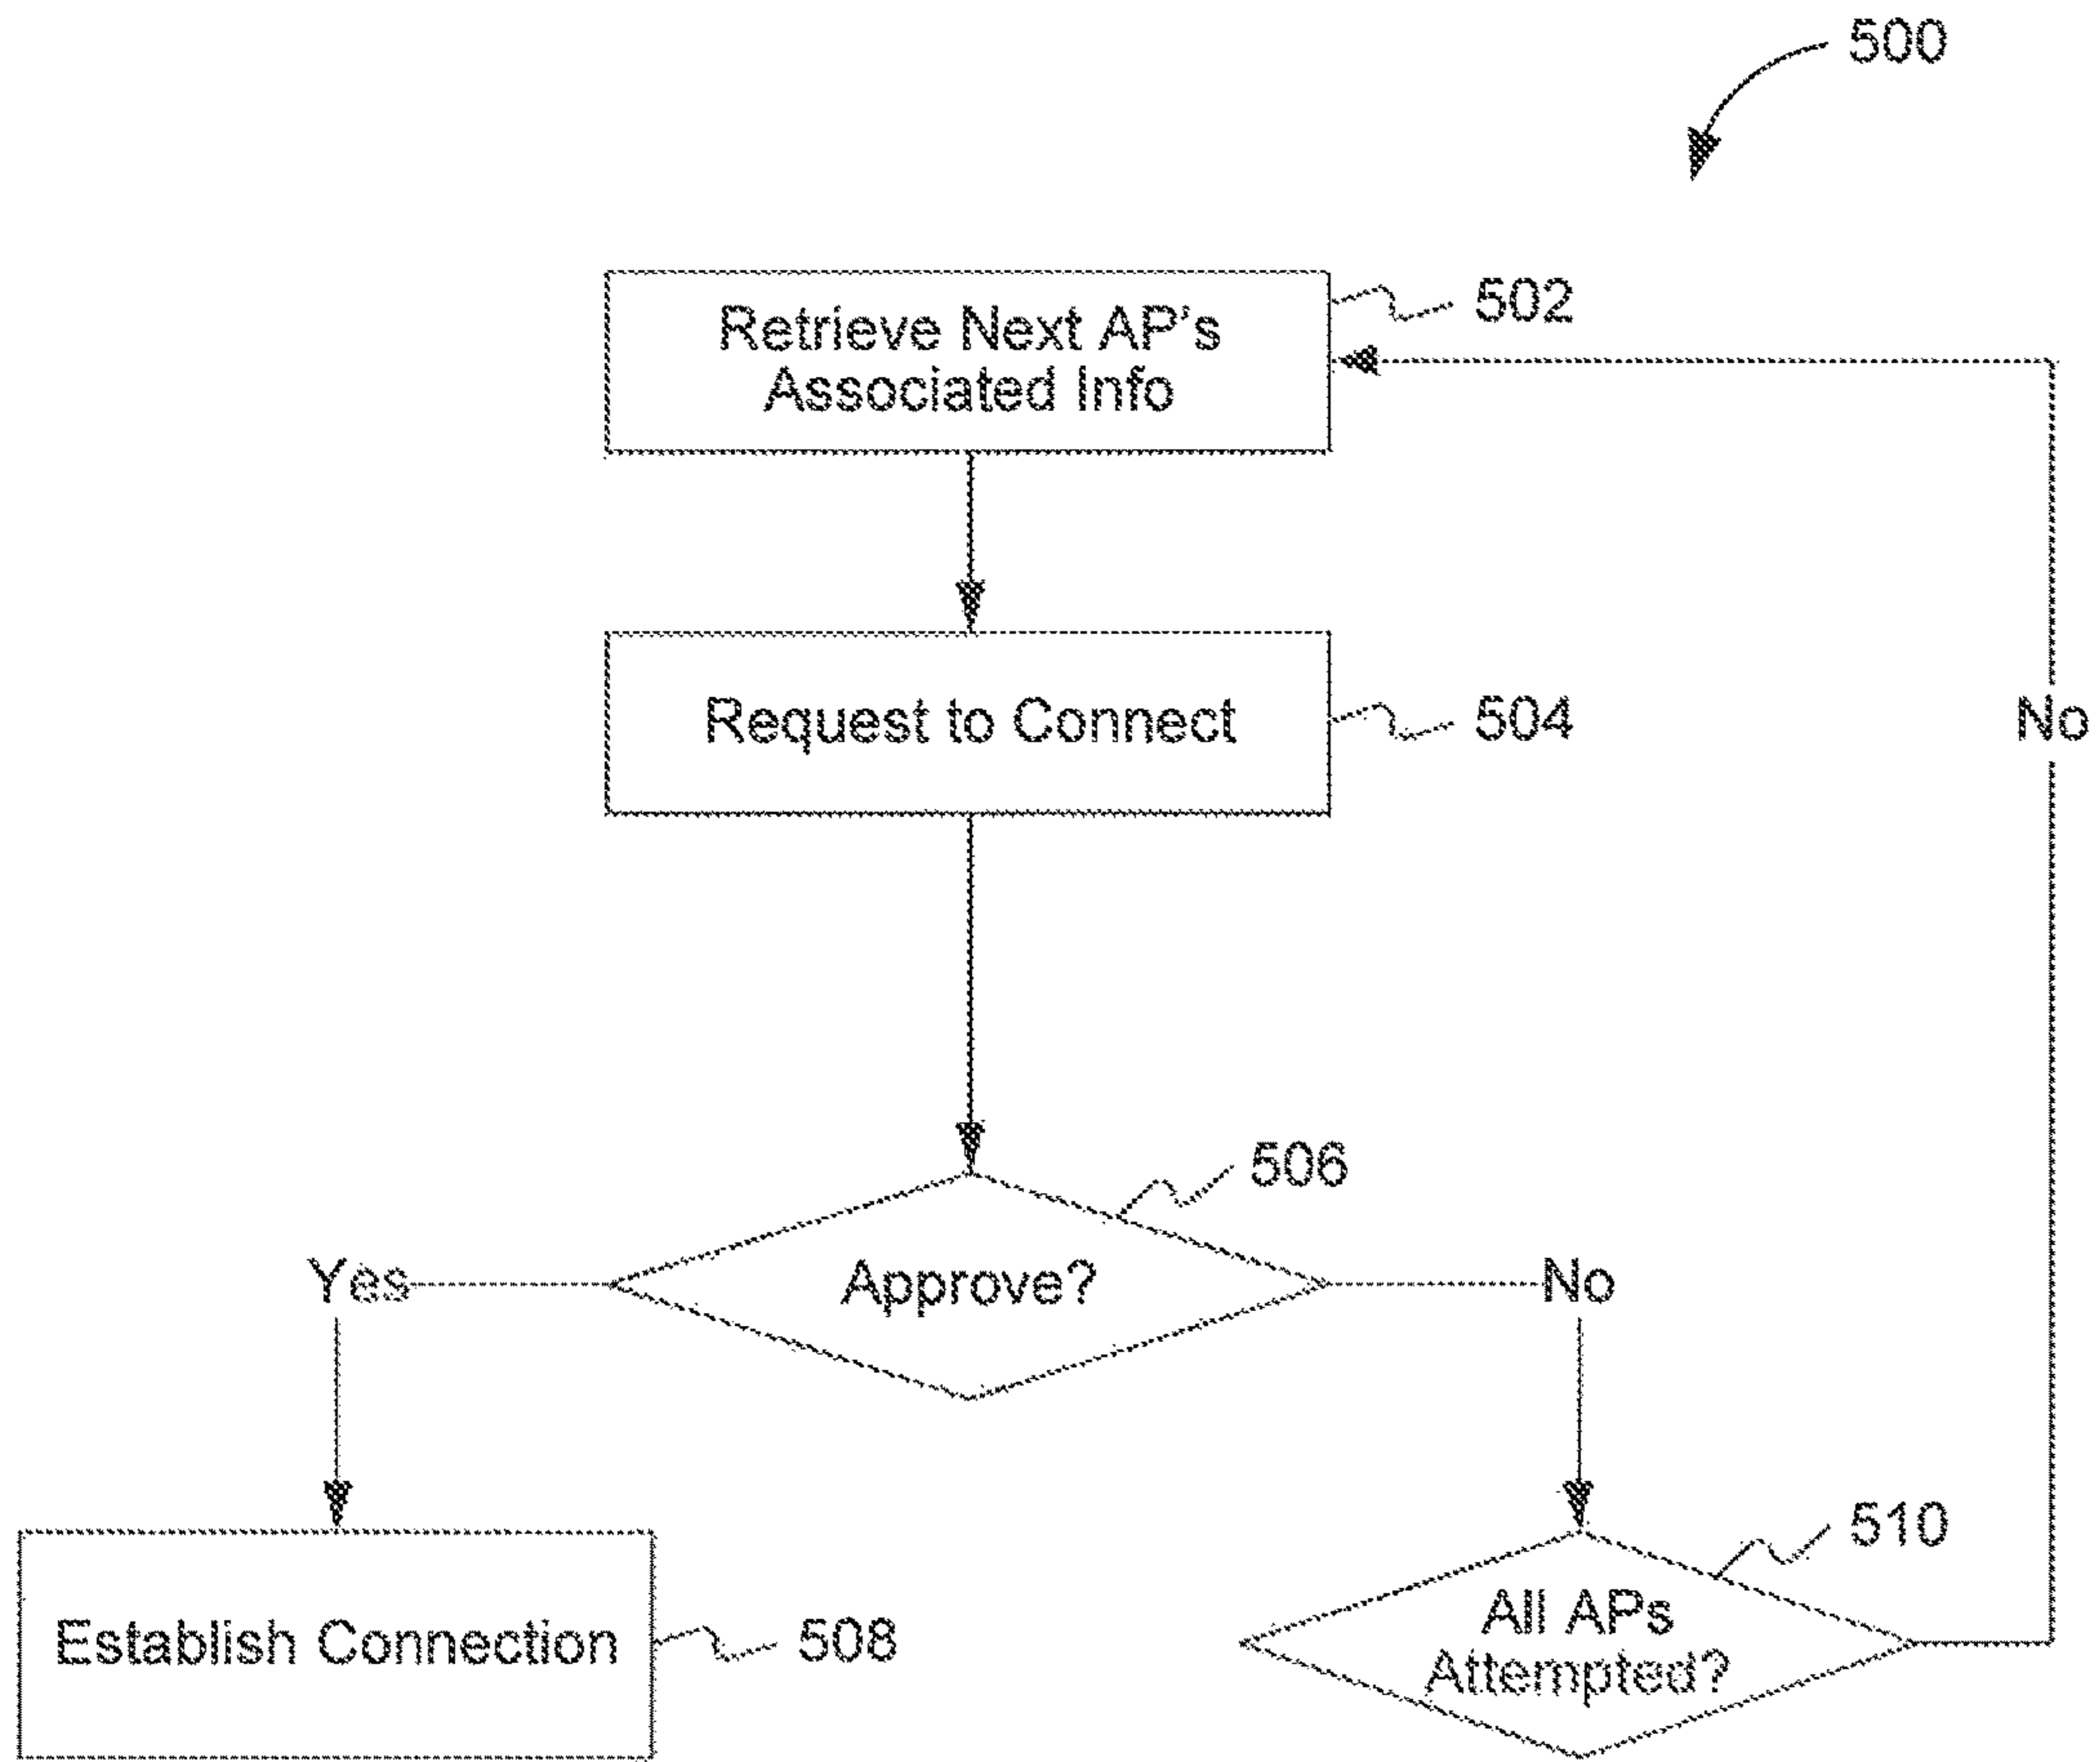 500
Retrieve Next AP's
Associated Info
502
Request to Connect
504
No
506
Approve?
Yes
No
510
All APs
Attempted?
Establish Connection
508